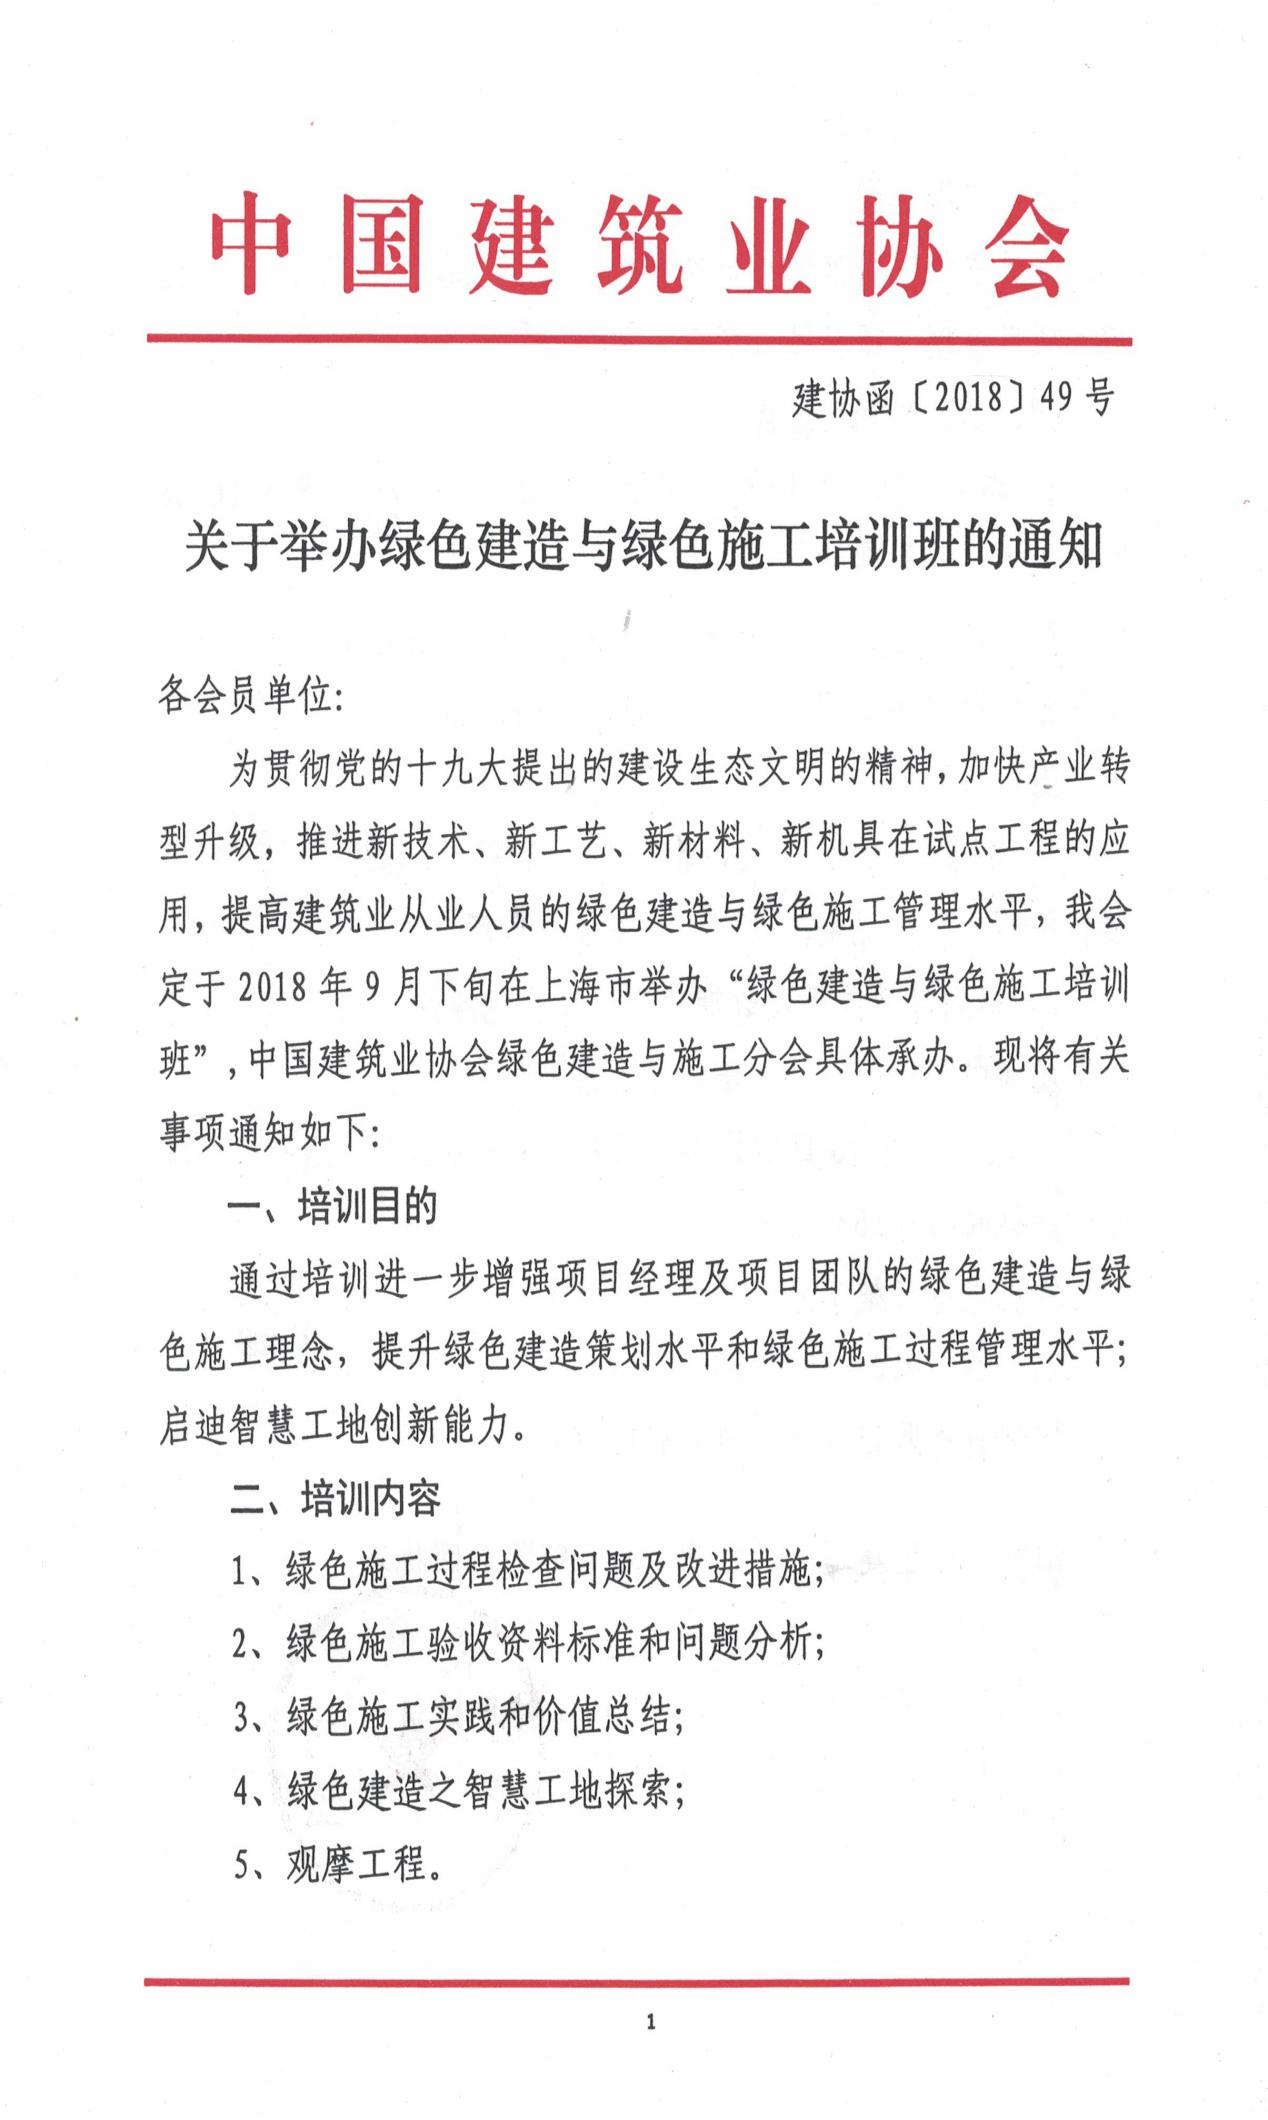 中国建筑业协会
建协函〔2018〕49 号
关于举办绿色建造与绿色施工培训班的通知
各会员单位:
为贯彻党的十九大提出的建设生态文明的精神,加快产业转
型升级，推进新技术、新工艺、新材料、新机具在试点工程的应
用，提高建筑业从业人员的绿色建造与绿色施工管理水平，我会
定于 2018 年 9 月下旬在上海市举办 “绿色建造与绿色施工培训
班” ,中国建筑业协会绿色建造与施工分会具体承办。现将有关
事项通知如下:
一、培训目的
通过培训进一步增强项目经理及项目团队的绿色建造与绿
色施工理念，提升绿色建造策划水平和绿色施工过程管理水平;
启迪智慧工地创新能力。
二、培训内容
1、绿色施工过程检查问题及改进措施;
2、绿色施工验收资料标准和问题分析;
3、绿色施工实践和价值总结;
4、绿色建造之智慧工地探索;
5、观摩工程。
1